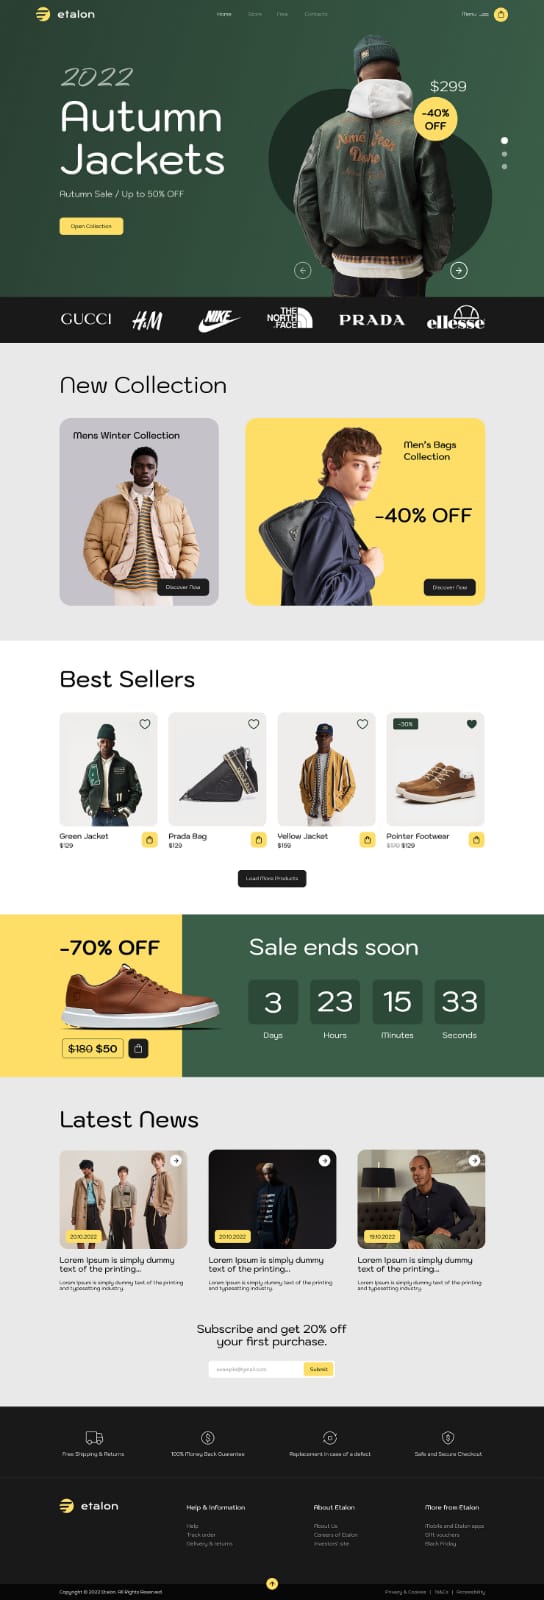 etalon
Home
Store
New
Contacts
$299
-40%
OFF
2022
Autumn
Jackets
Autumn Sale / Up to 50% OFF
Open Collection
GUCCI
H&M
NIKE
THE
NORTH
FACE
PRADA
ellesse
New Collection
Mens Winter Collection
Discover Now
Men's Bags
Collection
-40% OFF
Discover Now
Best Sellers
-30%
Green Jacket
$129
Prada Bag
$129
Yellow Jacket
$159
Pointer Footwear
$170 $129
Load More Products
-70% OFF
$180 $50
Sale ends soon
3
23
15
33
Days
Hours
Minutes
Seconds
Latest News
20.10.2022
Lorem Ipsum is simply dummy
text of the printing...
Lorem Ipsum is simply dummy text of the printing
and typesetting industry.
20.10.2022
Lorem Ipsum is simply dummy
text of the printing...
Lorem Ipsum is simply dummy text of the printing
and typesetting industry.
19.10.2022
Lorem Ipsum is simply dummy
text of the printing...
Lorem Ipsum is simply dummy text of the printing
and typesetting industry.
Subscribe and get 20% off
your first purchase.
example@gmail.com
Submit
Free Shipping & Returns
100% Money Back Guarantee
Replacement in case of a defect
Safe and Secure Checkout
etalon
Help & Information
Help
Track order
Delivery & returns
About Etalon
About Us
Careers at Etalon
Investors' site
More from Etalon
Mobile and Etalon apps
Gift vouchers
Black Friday
Copyright © 2022 Etalon. All Rights Reserved.
Privacy & Cookies | Ts&Cs | Accessibility